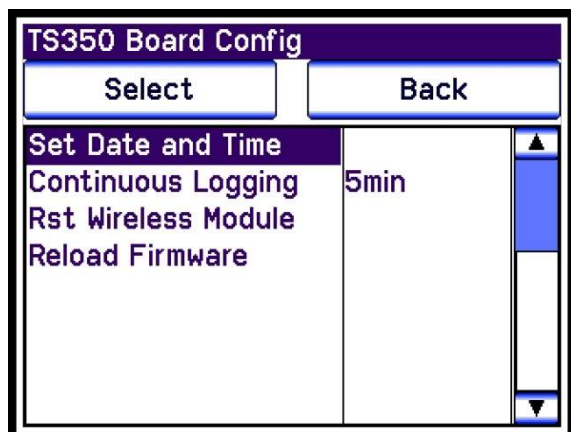 TS350 Board Config
Select Back
Set Date and Time
Continuous Logging 5min
Rst Wireless Module
Reload Firmware